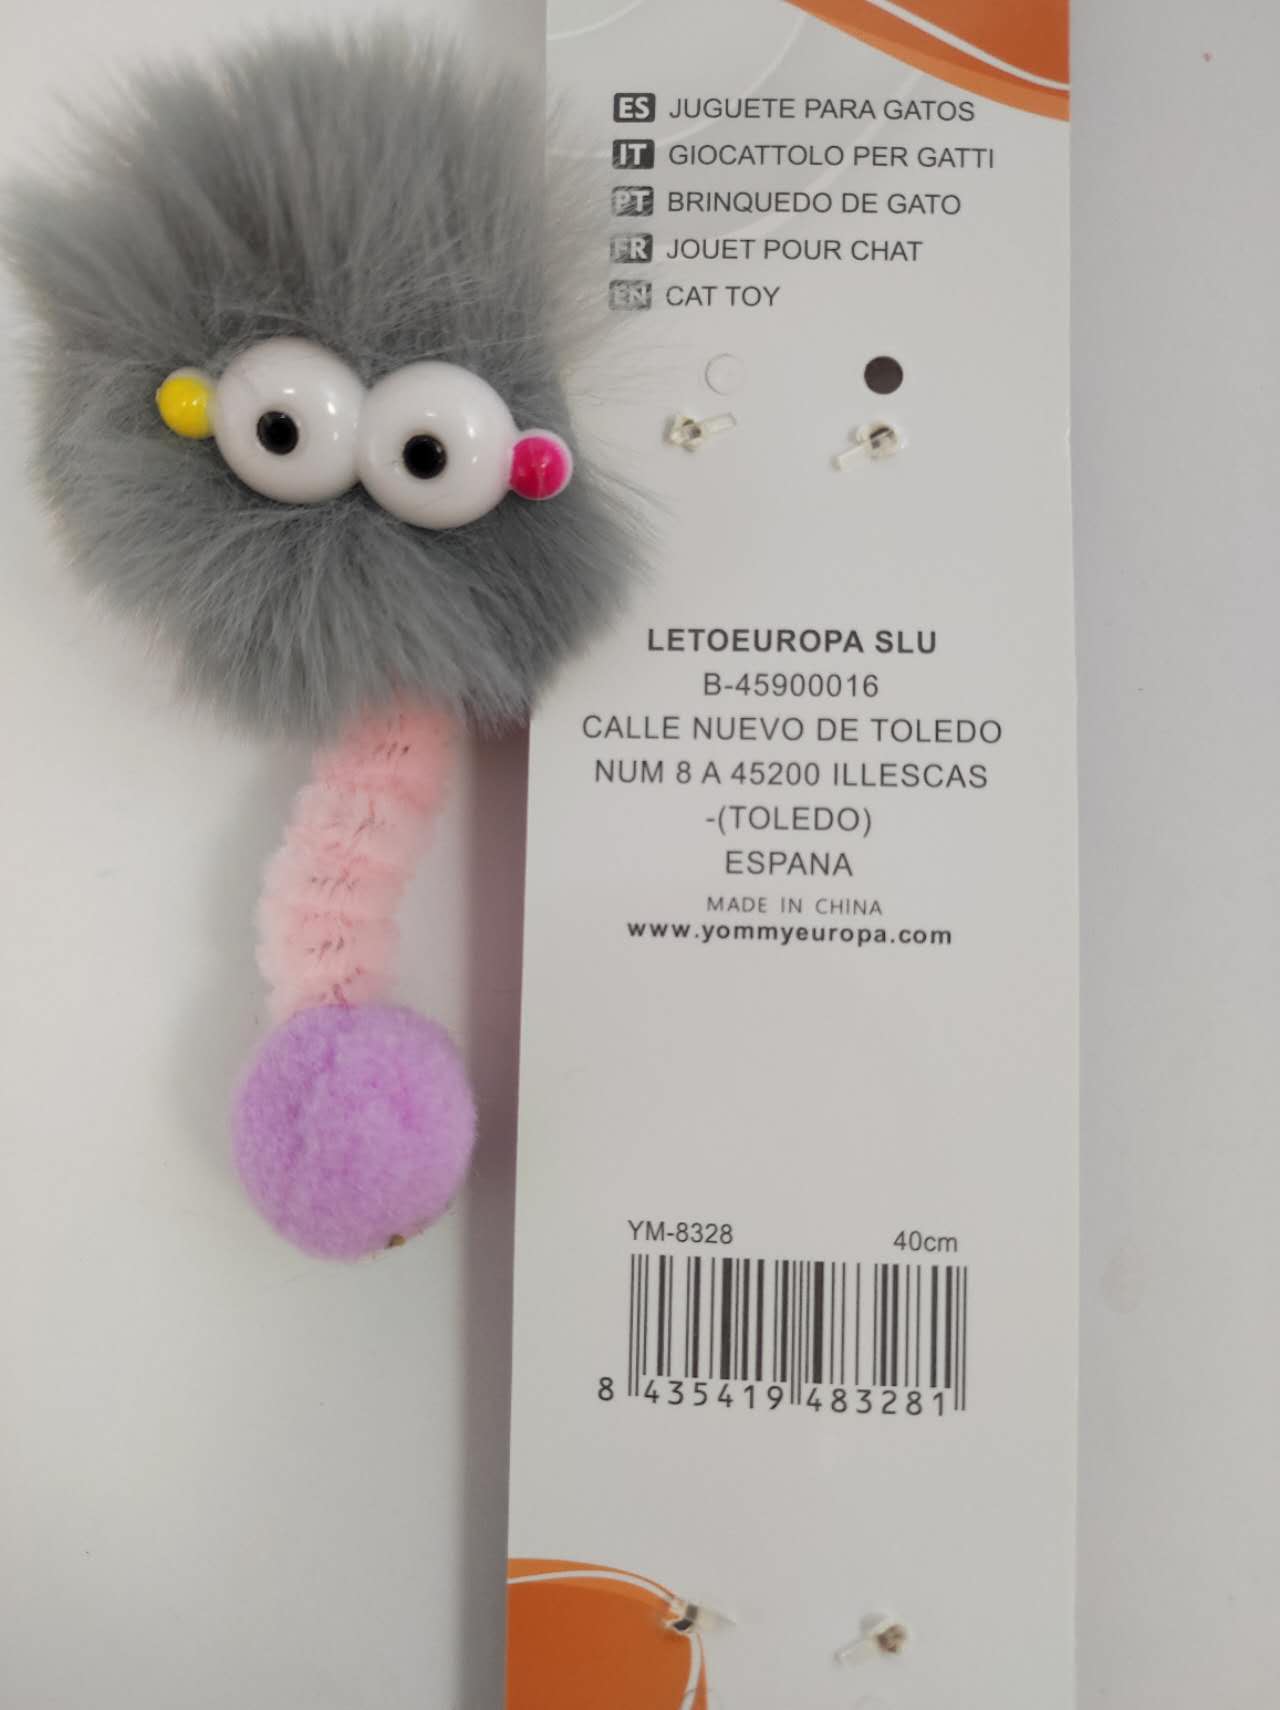 ES JUGUETE PARA GATOS
IT GIOCATTOLO PER GATTI
PT BRINQUEDO DE GATO
FR JOUET POUR CHAT
EN CAT TOY
LETOEUROPA SLU
B-45900016
CALLE NUEVO DE TOLEDO
NUM 8 A 45200 ILLESCAS
-(TOLEDO)
ESPANA
MADE IN CHINA
www.yommyeuropa.com
YM-8328 40cm
8 435419 483281